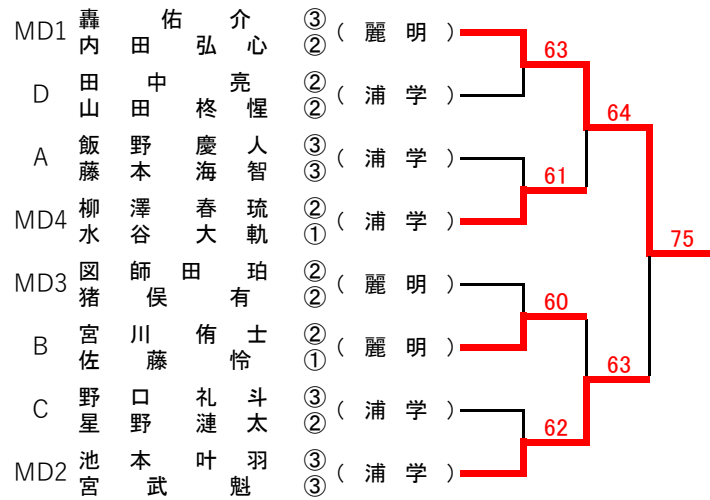 MD1 轟 佑 介 ③ ( 麗 明 )
内 田 弘 心 ②
63
D 田 中 亮 ② ( 浦 学 )
山 田 柊 惺 ②
64
A 飯 野 慶 人 ③ ( 浦 学 )
藤 本 海 智 ③
61
MD4 柳 澤 春 琉 ② ( 浦 学 )
水 谷 大 軌 ①
75
MD3 図 師 田 珀 ② ( 麗 明 )
猪 俣 有 ②
60
B 宮 川 侑 士 ② ( 麗 明 )
佐 藤 怜 ①
63
C 野 口 礼 斗 ③ ( 浦 学 )
星 野 漣 太 ②
62
MD2 池 本 叶 羽 ③ ( 浦 学 )
宮 武 魁 ③